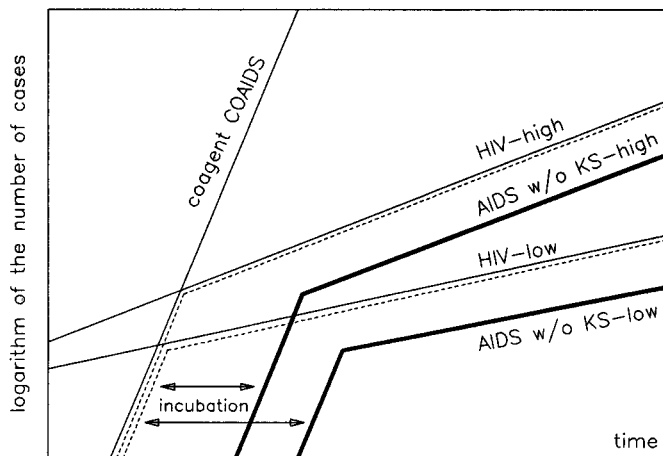 logarithm of the number of cases
coagent COAIDS
HIV–high
AIDS w/o KS–high
HIV–low
AIDS w/o KS–low
incubation
time